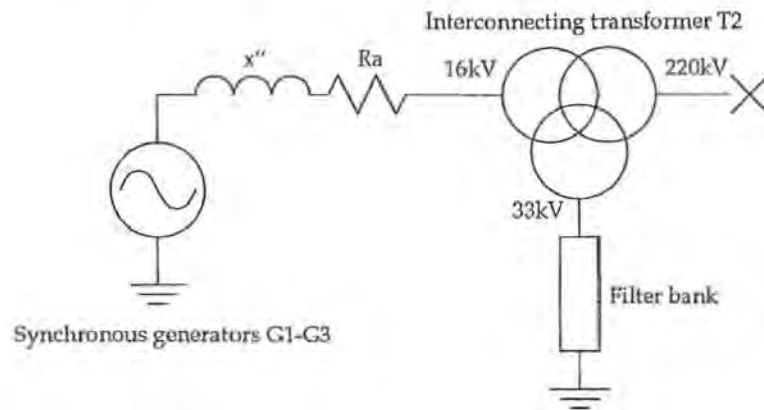 Interconnecting transformer T2
x"
Ra
16kV
220kV
33kV
Filter bank
Synchronous generators G1-G3